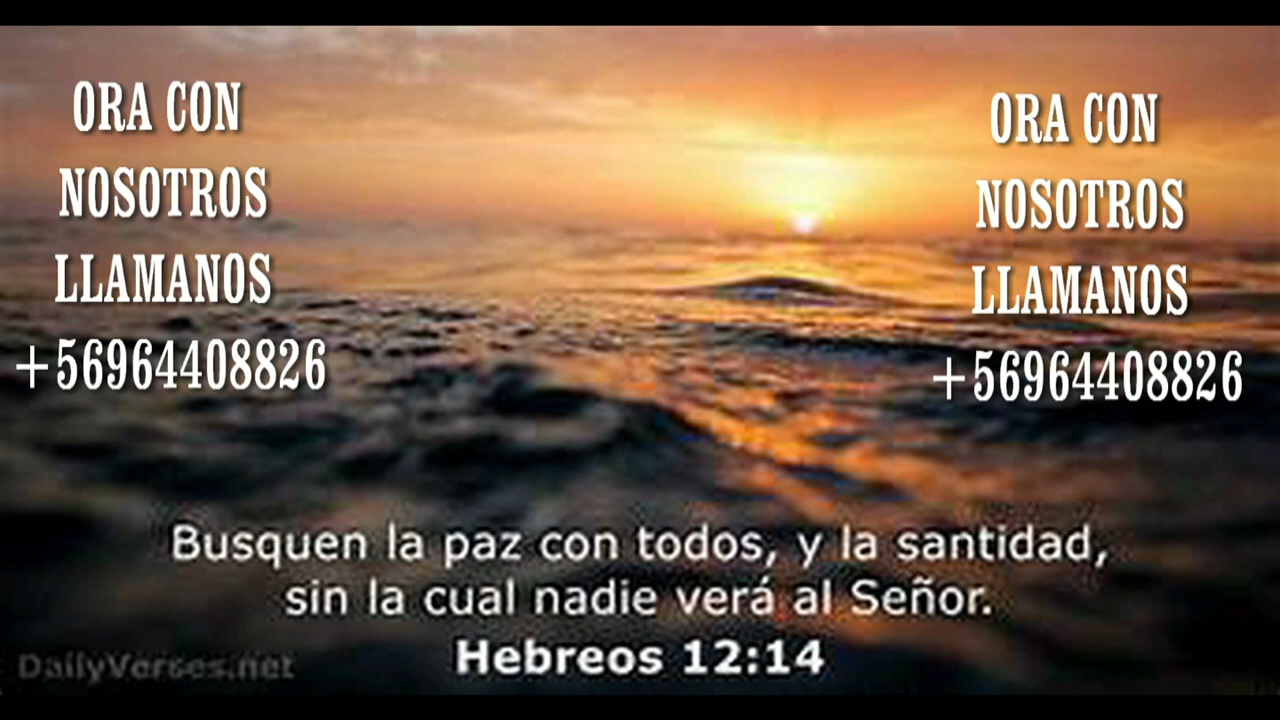 ORA CON
NOSOTROS
LLAMANOS
+56964408826
ORA CON
NOSOTROS
LLAMANOS
+56964408826
Busquen la paz con todos, y la santidad,
sin la cual nadie verá al Señor.
Hebreos 12:14
DailyVerses.net